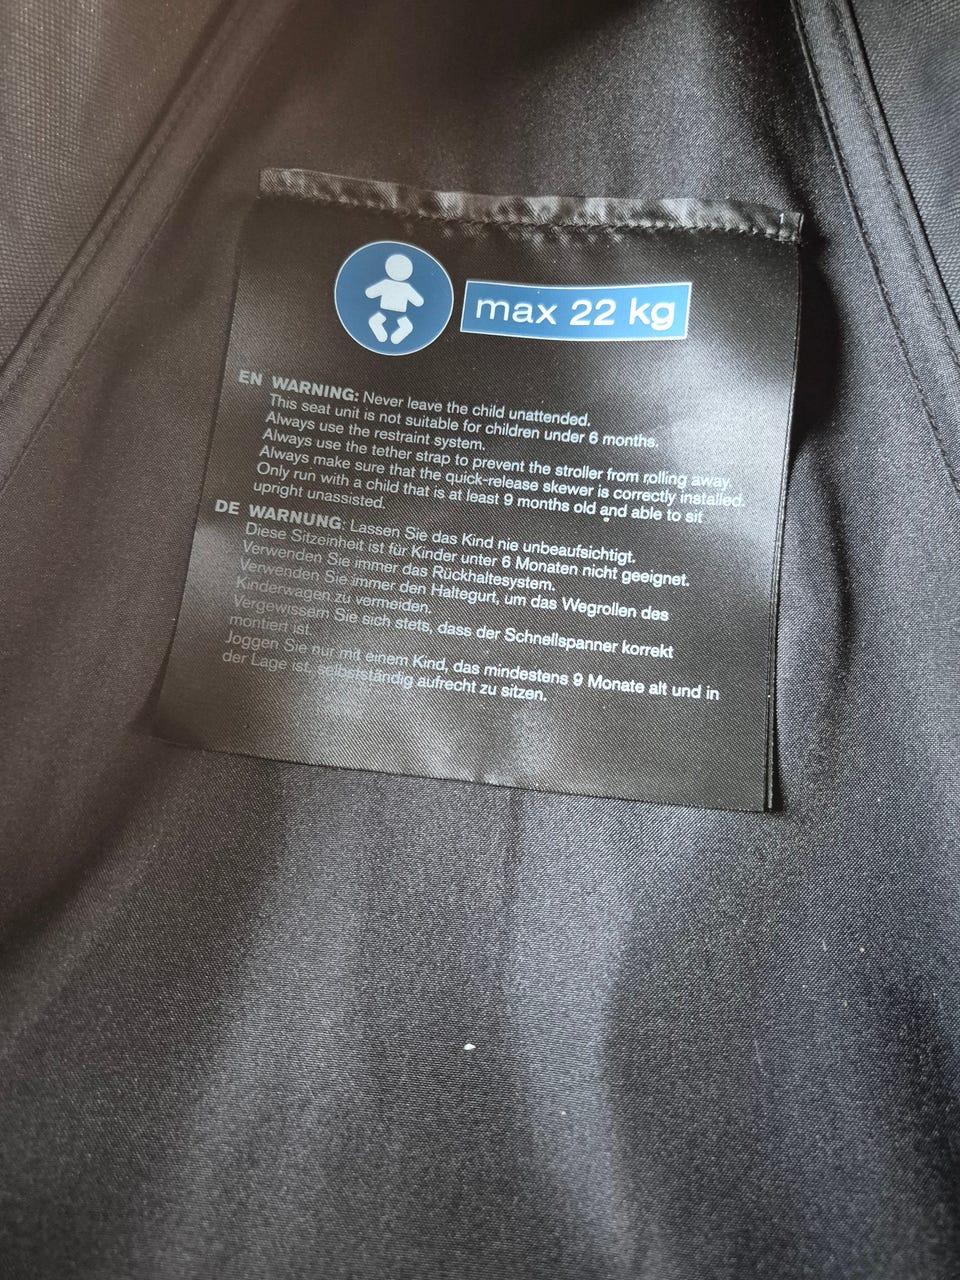 max 22 kg
EN WARNING: Never leave the child unattended.
This seat unit is not suitable for children under 6 months.
Always use the restraint system.
Always use the tether strap to prevent the stroller from rolling away.
Always make sure that the quick-release skewer is correctly installed.
Only run with a child that is at least 9 months old and able to sit
upright unassisted.
DE WARNUNG: Lassen Sie das Kind nie unbeaufsichtigt.
Diese Sitzeinheit ist für Kinder unter 6 Monaten nicht geeignet.
Verwenden Sie immer das Rückhaltesystem.
Verwenden Sie immer den Haltegurt, um das Wegrollen des
Kinderwagen zu vermeiden.
Vergewissern Sie sich stets, dass der Schnellspanner korrekt
montiert ist.
Joggen Sie nur mit einem Kind, das mindestens 9 Monate alt und in
der Lage ist, selbstständig aufrecht zu sitzen.